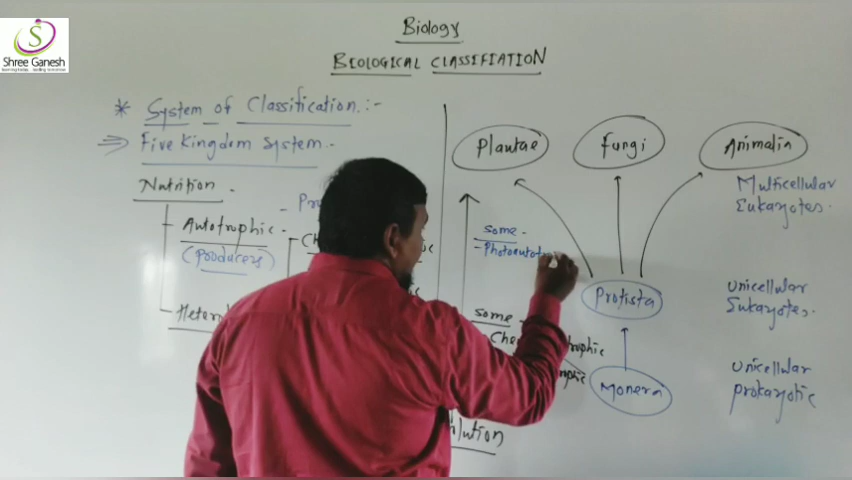 S
Shree Ganesh
Biology
BIOLOGICAL CLASSIFIATION
* System of Classification :-
⇒ Five Kingdom System -
Nutrition -
Autotrophic -
(Producers)
Plantae
Fungi
Animalia
Multicellular
Eukaryotes.
some -
some -
Protista
Unicellular
Eukaryotes.
Monera
Unicellular
Prokaryotic